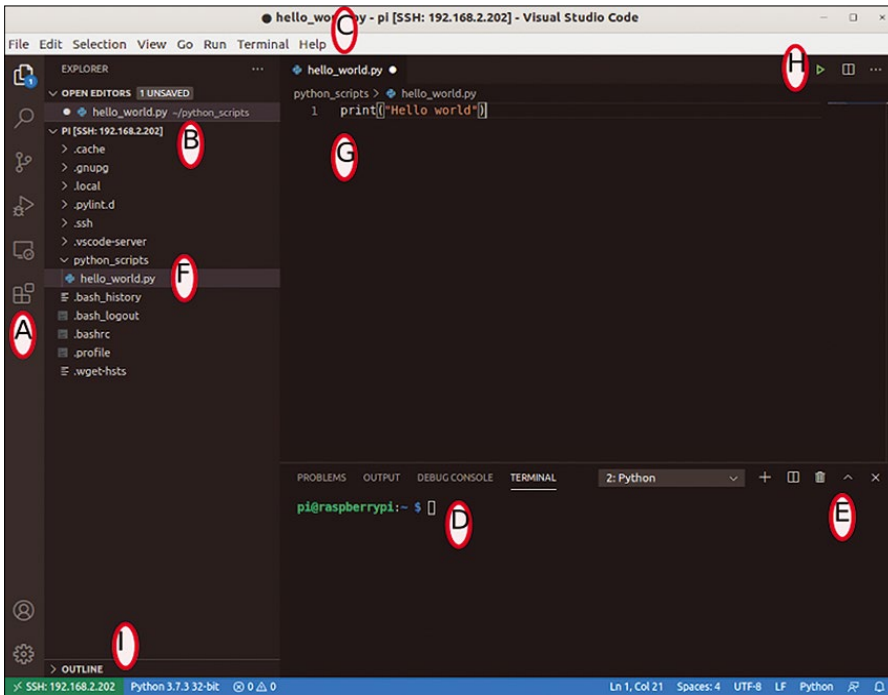 ● hello_wor py - pi [SSH: 192.168.2.202] - Visual Studio Code
C
File Edit Selection View Go Run Terminal Help
1
EXPLORER ...
OPEN EDITORS 1 UNSAVED
● hello_world.py ~/python_scripts
PI [SSH: 192.168.2.202]
B
> .cache
> .gnupg
> .local
> .pylint.d
> .ssh
> .vscode-server
python_scripts
hello_world.py
F
.bash_history
.bash_logout
.bashrc
.profile
.wget-hsts
A
I
> OUTLINE
hello_world.py ●
H
...
python_scripts > hello_world.py
1 print("Hello world")
G
PROBLEMS OUTPUT DEBUG CONSOLE TERMINAL 2: Python
pi@raspberrypi:~ $
D
E
SSH: 192.168.2.202 Python 3.7.3 32-bit 0 0 Ln 1, Col 21 Spaces: 4 UTF-8 LF Python